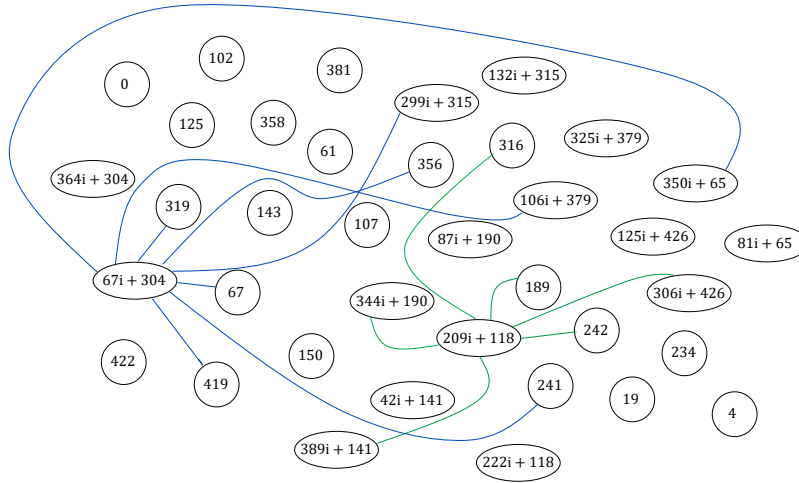 102
381
132i + 315
0
299i + 315
125
358
61
316
325i + 379
356
364i + 304
350i + 65
319
143
106i + 379
107
87i + 190
125i + 426
81i + 65
67i + 304
67
344i + 190
189
306i + 426
209i + 118
242
422
150
234
419
42i + 141
241
19
4
389i + 141
222i + 118